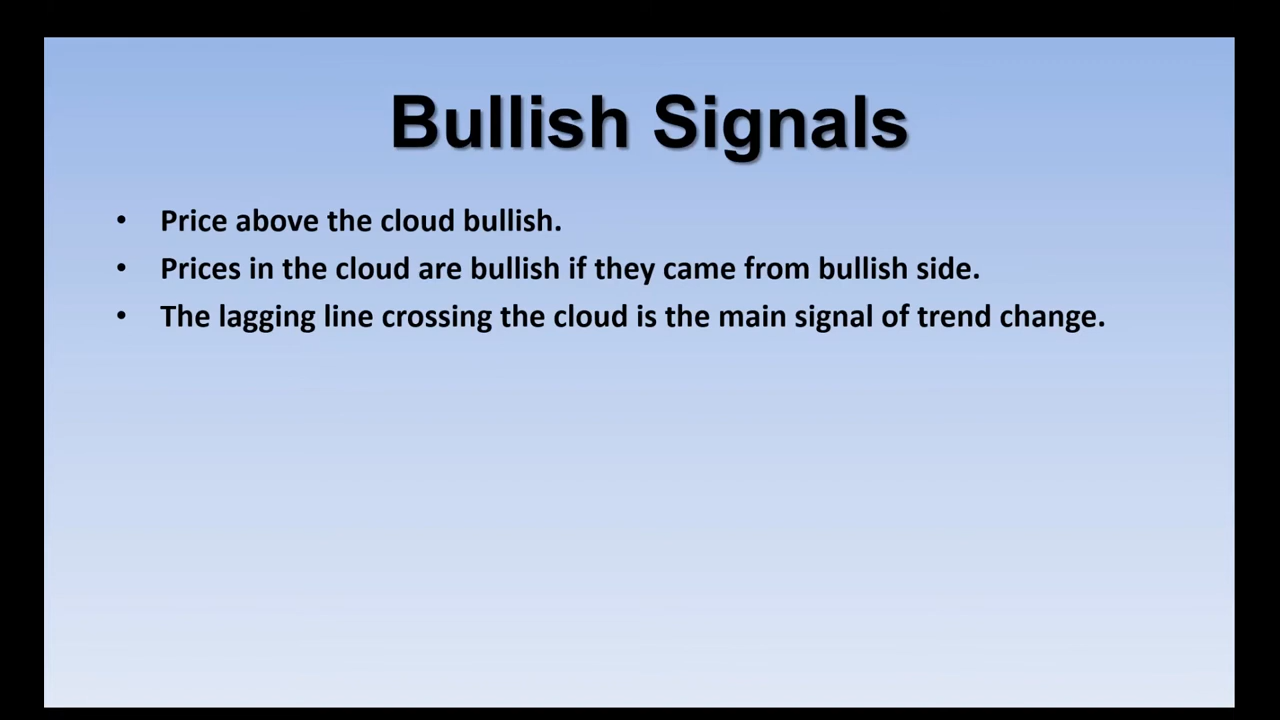 Bullish Signals
• Price above the cloud bullish.
• Prices in the cloud are bullish if they came from bullish side.
• The lagging line crossing the cloud is the main signal of trend change.